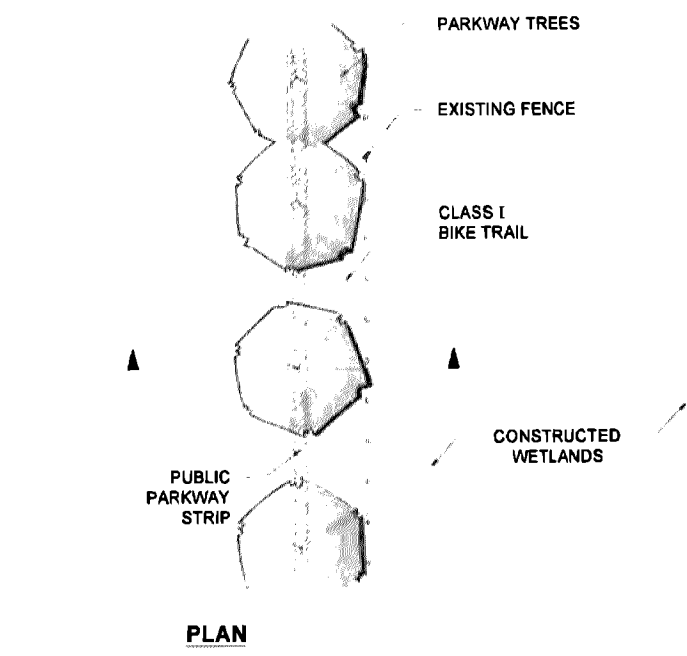 PARKWAY TREES
EXISTING FENCE
CLASS I
BIKE TRAIL
CONSTRUCTED
WETLANDS
PUBLIC
PARKWAY
STRIP
PLAN